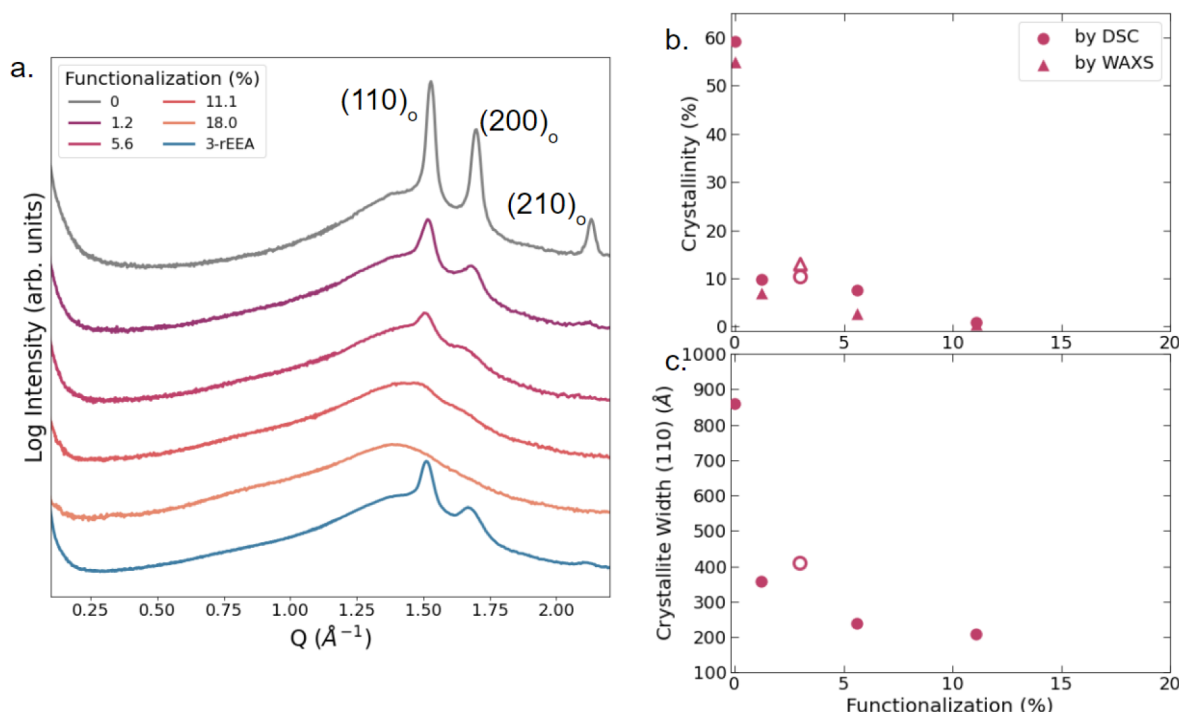 a.
Functionalization (%)
0
1.2
5.6
11.1
18.0
3-rEEA
(110)ₒ
(200)ₒ
(210)ₒ
Log Intensity (arb. units)
0.25 0.50 0.75 1.00 1.25 1.50 1.75 2.00
Q (Å⁻¹)
b.
by DSC
by WAXS
Crystallinity (%)
60
50
40
30
20
10
0
0 5 10 15 20
c.
Crystallite Width (110) (Å)
1000
900
800
700
600
500
400
300
200
100
0 5 10 15 20
Functionalization (%)